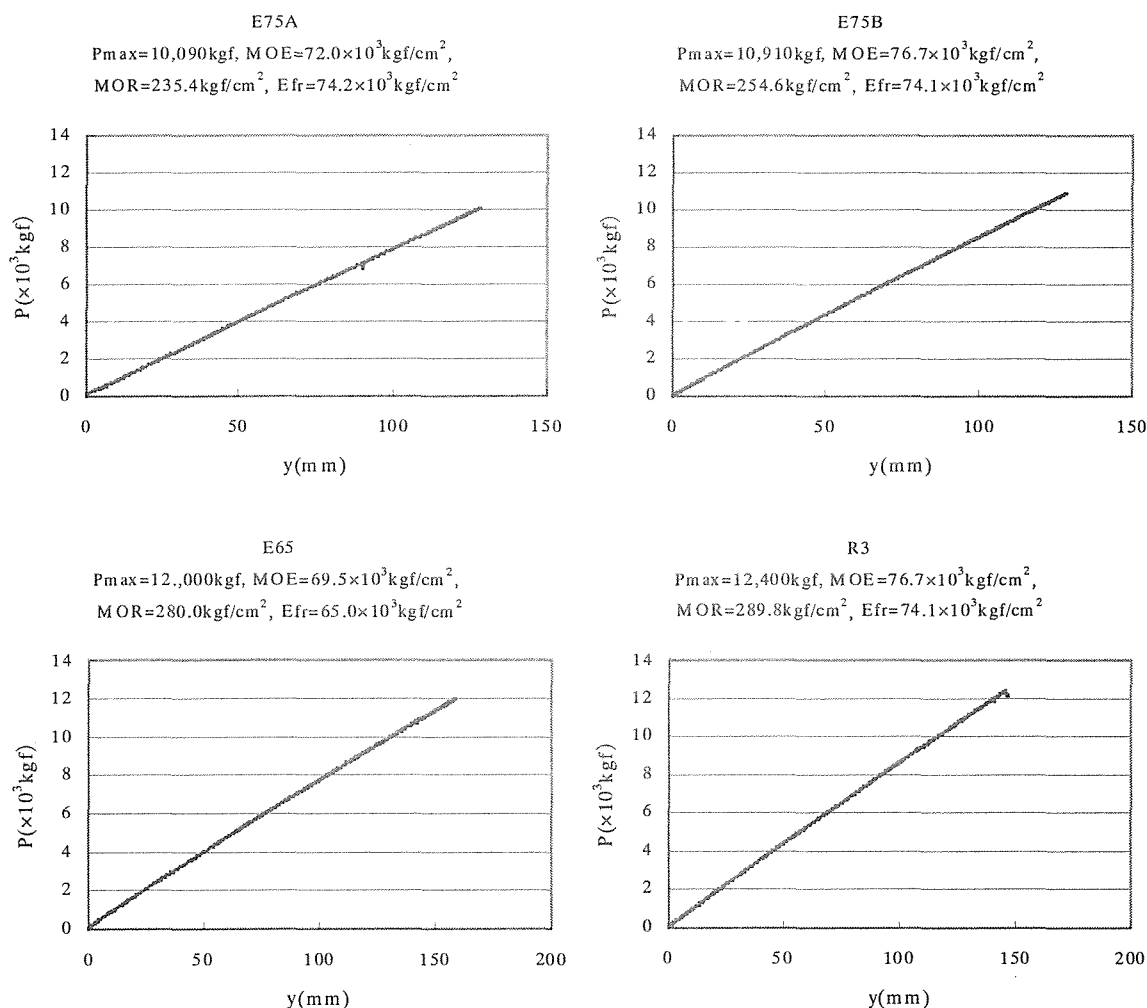 E75A
Pmax=10,090kgf, MOE=72.0×10³kgf/cm²,
MOR=235.4kgf/cm², Efr=74.2×10³kgf/cm²
14
12
10
8
6
4
2
0
P(×10³kgf)
0 50 100 150
y(mm)
E75B
Pmax=10,910kgf, MOE=76.7×10³kgf/cm²,
MOR=254.6kgf/cm², Efr=74.1×10³kgf/cm²
14
12
10
8
6
4
2
0
P(×10³kgf)
0 50 100 150
y(mm)
E65
Pmax=12.,000kgf, MOE=69.5×10³kgf/cm²,
MOR=280.0kgf/cm², Efr=65.0×10³kgf/cm²
14
12
10
8
6
4
2
0
P(×10³kgf)
0 50 100 150 200
y(mm)
R3
Pmax=12,400kgf, MOE=76.7×10³kgf/cm²,
MOR=289.8kgf/cm², Efr=74.1×10³kgf/cm²
14
12
10
8
6
4
2
0
P(×10³kgf)
0 50 100 150 200
y(mm)